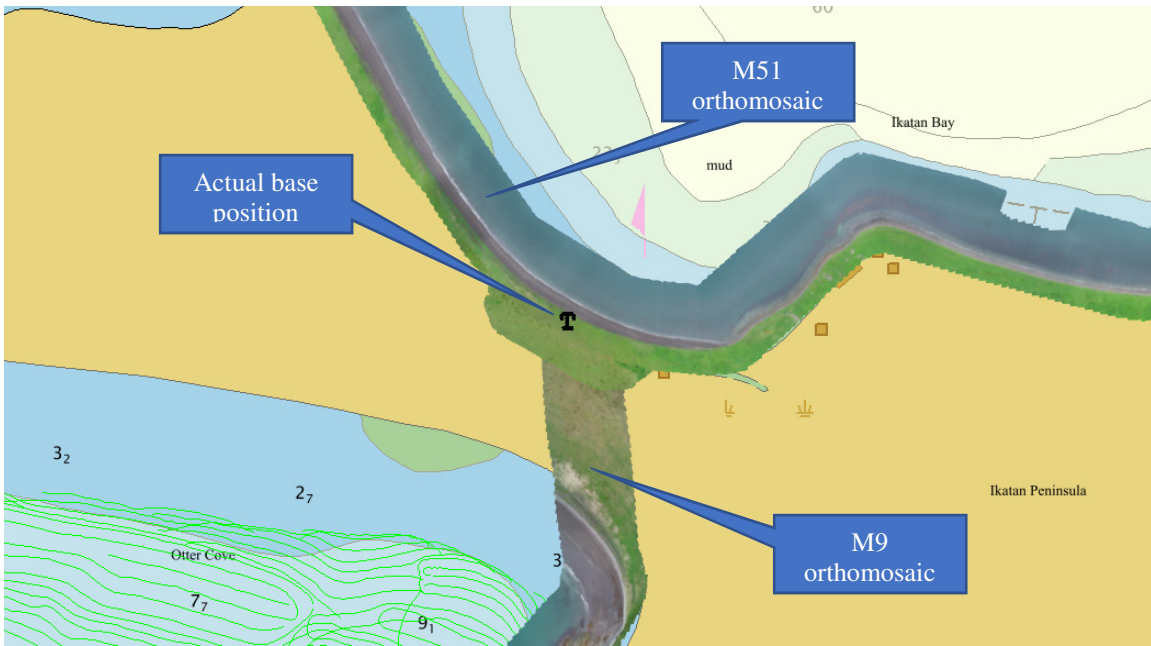 60
M51
orthomosaic
Ikatan Bay
mud
Actual base
position
T
3₂
2₇
Ikatan Peninsula
M9
orthomosaic
Otter Cove
3
7₇
9₁